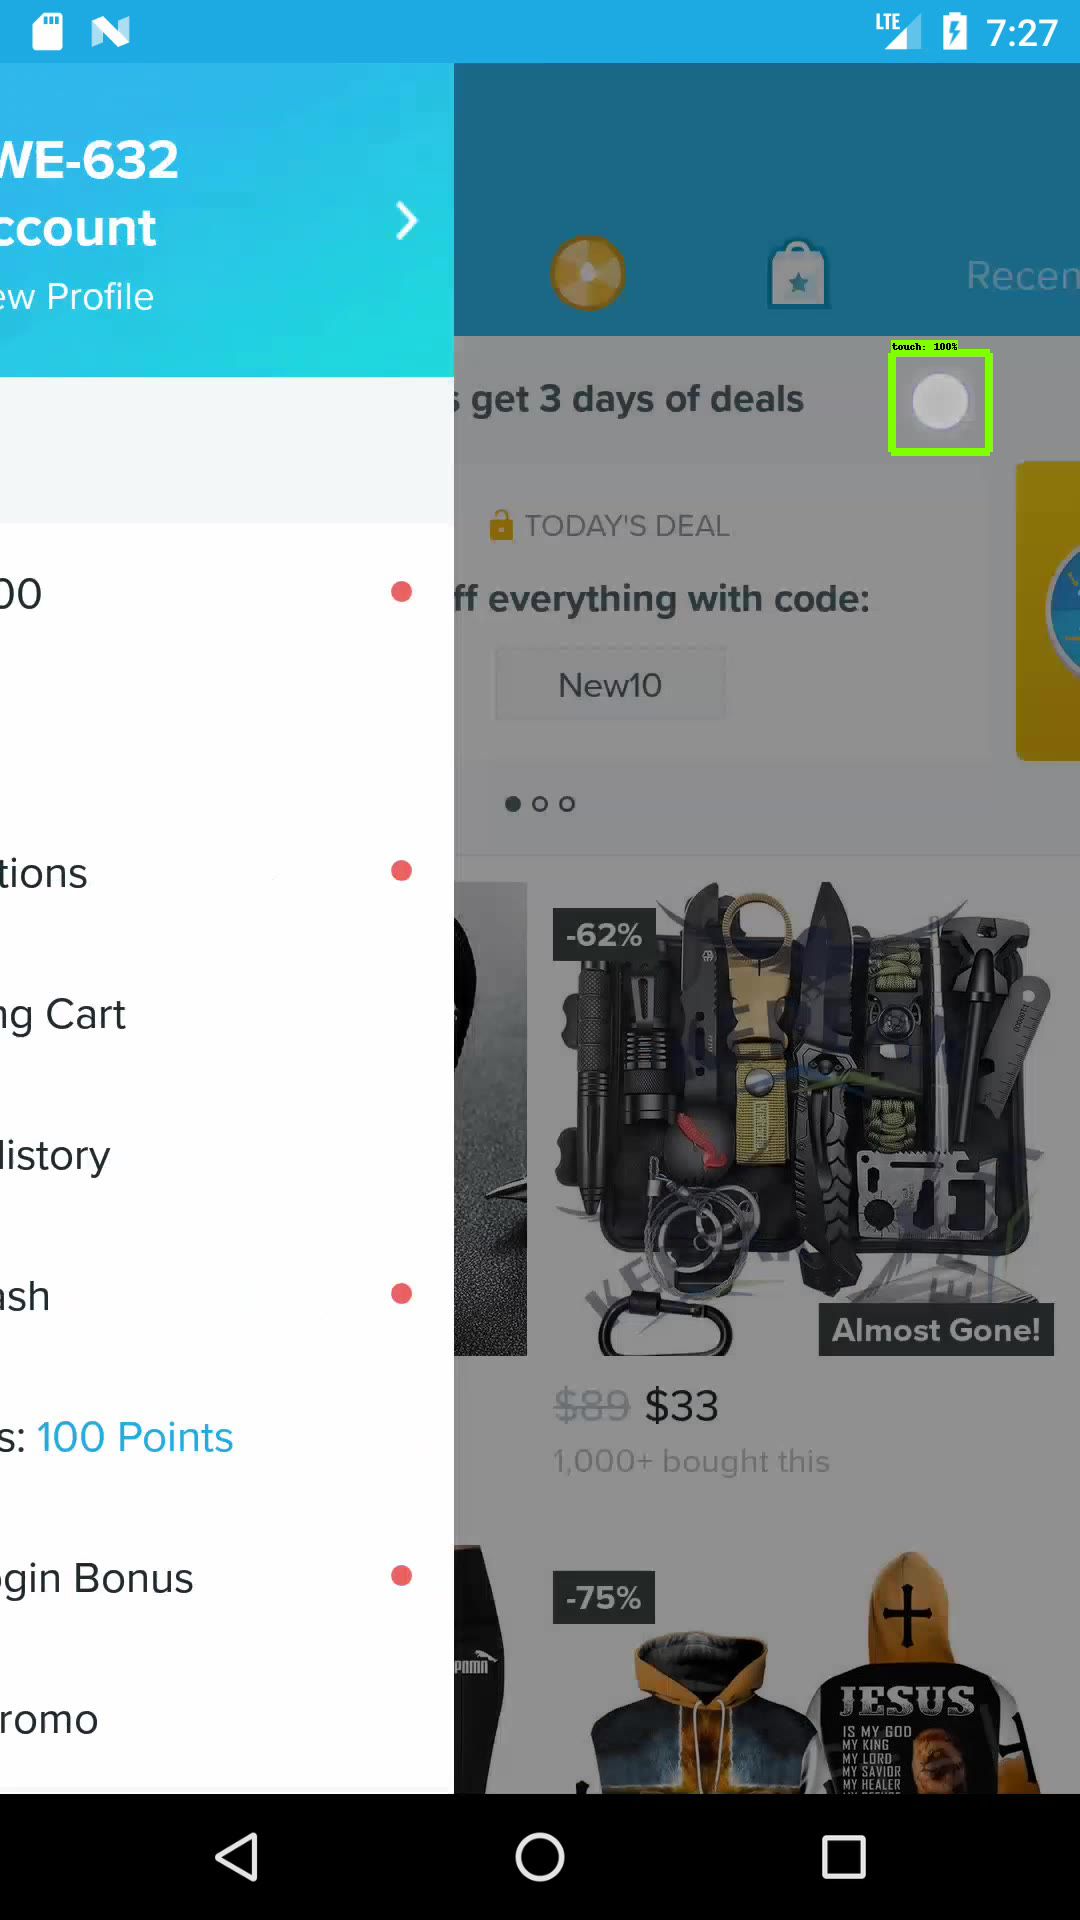 LTE 7:27
WE-632
ccount
ew Profile
Recen
touch: 100%
s get 3 days of deals
TODAY'S DEAL
00
ff everything with code:
New10
tions
-62%
ng Cart
History
ash
Almost Gone!
$89 $33
s: 100 Points
1,000+ bought this
ogin Bonus
-75%
JESUS
IS MY GOD
MY KING
MY LORD
MY SAVIOR
MY HEALER
romo